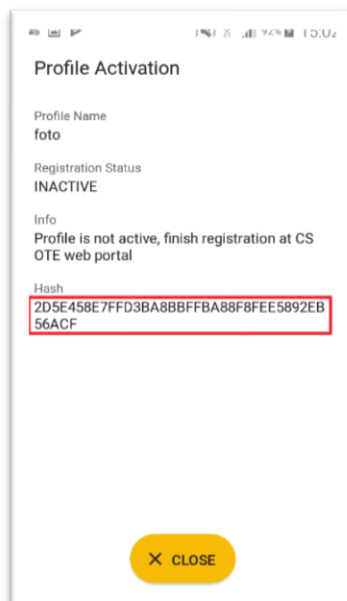 Profile Activation
Profile Name
foto
Registration Status
INACTIVE
Info
Profile is not active, finish registration at CS
OTE web portal
Hash
2D5E458E7FFD3BA8BBFFBA88F8FEE5892EB
56ACF
CLOSE